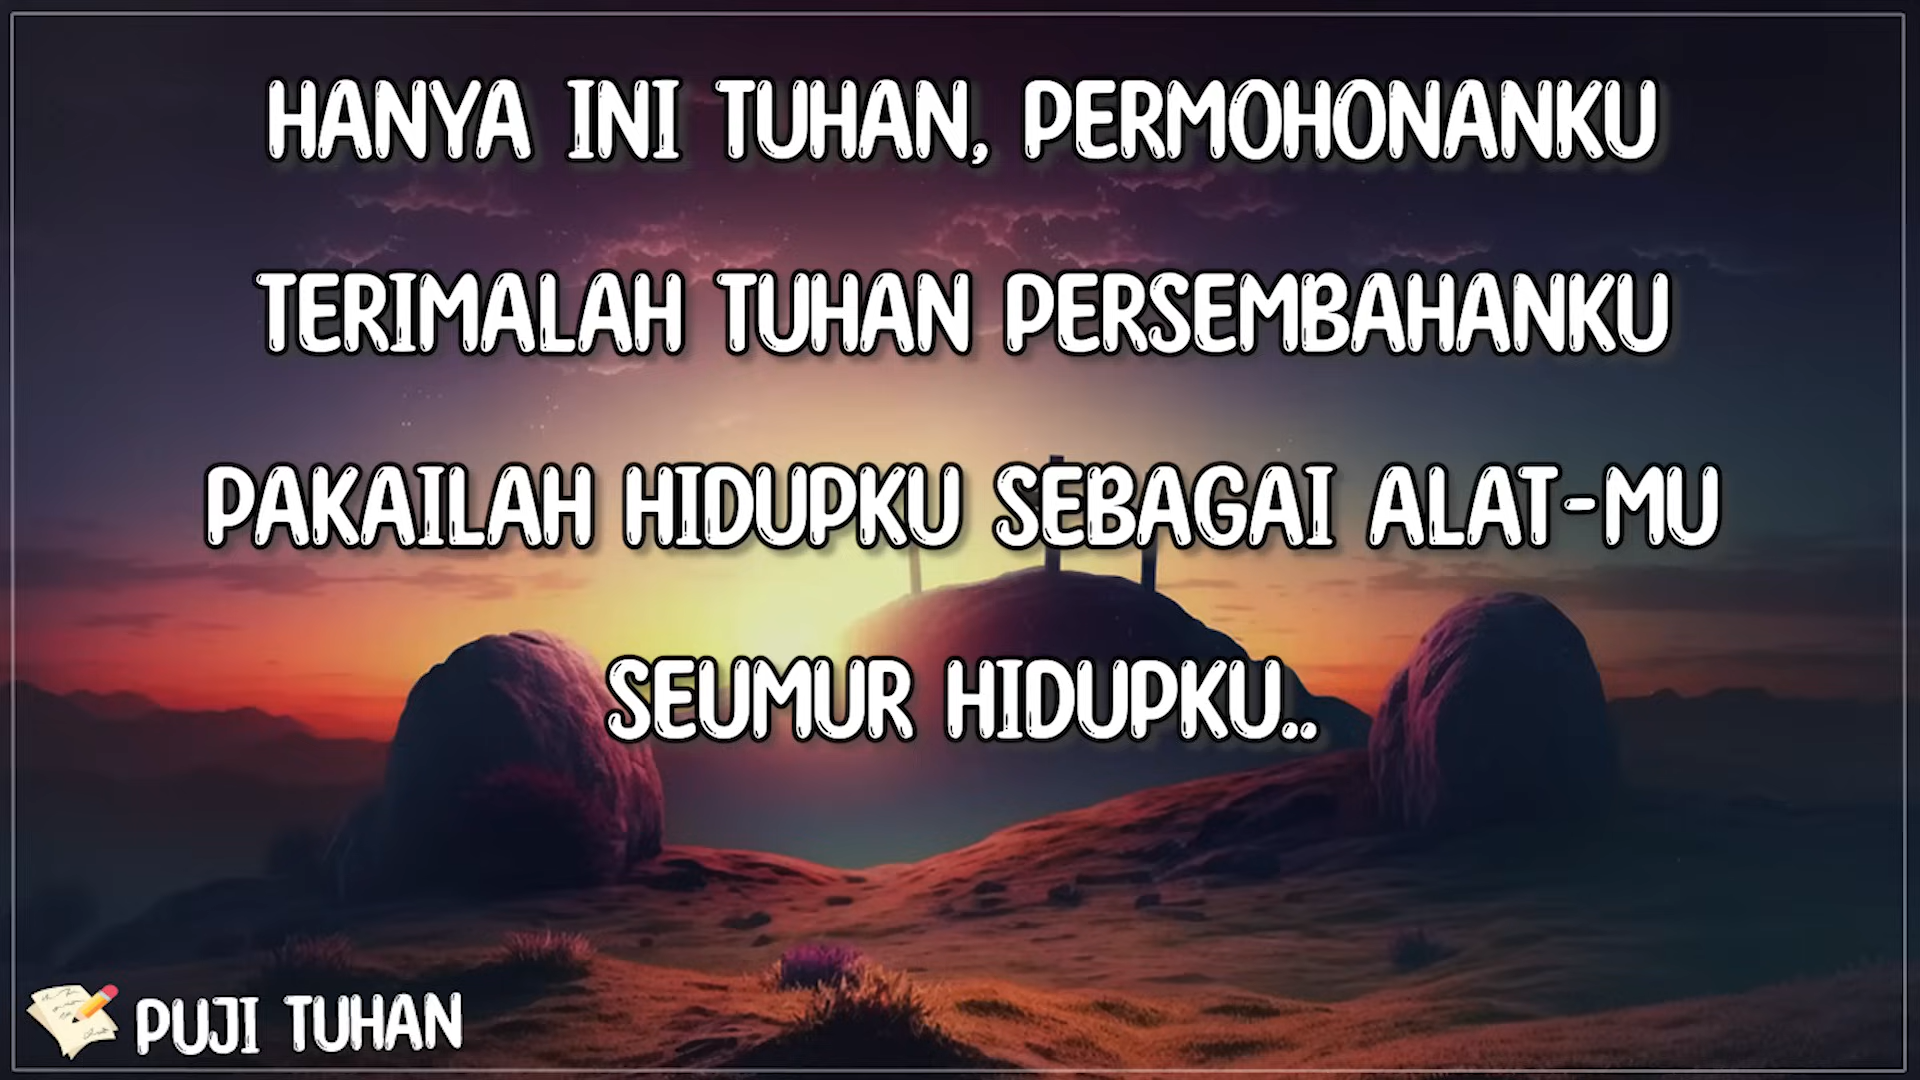 HANYA INI TUHAN, PERMOHONANKU
TERIMALAH TUHAN PERSEMBAHANKU
PAKAILAH HIDUPKU SEBAGAI ALAT-MU
SEUMUR HIDUPKU..
PUJI TUHAN